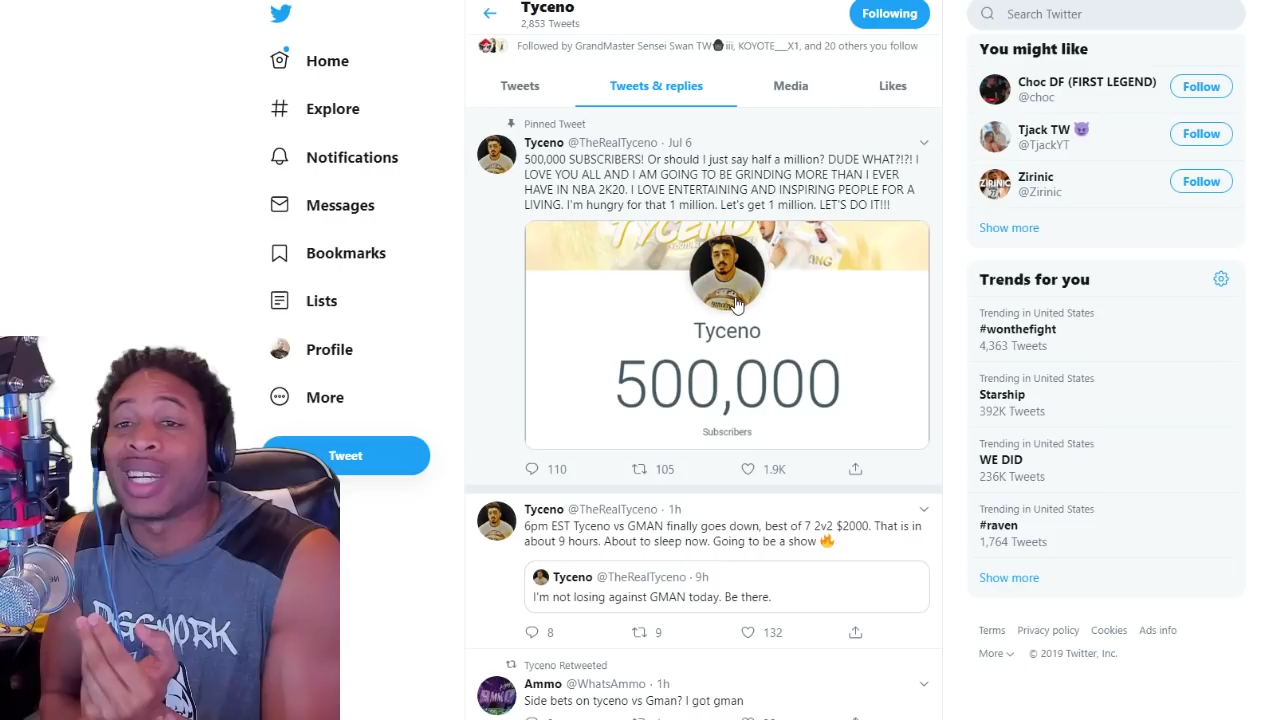 Home
Explore
Notifications
Messages
Bookmarks
Lists
Profile
More
Tweet
Tyceno
2,853 Tweets
Following
Followed by GrandMaster Sensei Swan TW iii, KOYOTE___X1, and 20 others you follow
Tweets
Tweets & replies
Media
Likes
Pinned Tweet
Tyceno @TheRealTyceno · Jul 6
500,000 SUBSCRIBERS! Or should I just say half a million? DUDE WHAT?!?! I
LOVE YOU ALL AND I AM GOING TO BE GRINDING MORE THAN I EVER
HAVE IN NBA 2K20. I LOVE ENTERTAINING AND INSPIRING PEOPLE FOR A
LIVING. I'm hungry for that 1 million. Let's get 1 million. LET'S DO IT!!!
TYCENO
Tyceno
500,000
Subscribers
110
105
1.9K
Tyceno @TheRealTyceno · 1h
6pm EST Tyceno vs GMAN finally goes down, best of 7 2v2 $2000. That is in
about 9 hours. About to sleep now. Going to be a show 🔥
Tyceno @TheRealTyceno · 9h
I'm not losing against GMAN today. Be there.
8
9
132
Tyceno Retweeted
Ammo @WhatsAmmo · 1h
Side bets on tyceno vs Gman? I got gman
Search Twitter
You might like
Choc DF (FIRST LEGEND)
@choc
Follow
Tjack TW 😈
@TjackYT
Follow
Zirinic
@Zirinic
Follow
Show more
Trends for you
Trending in United States
#wonthefight
4,363 Tweets
Trending in United States
Starship
392K Tweets
Trending in United States
WE DID
236K Tweets
Trending in United States
#raven
1,764 Tweets
Show more
Terms Privacy policy Cookies Ads info
More © 2019 Twitter, Inc.